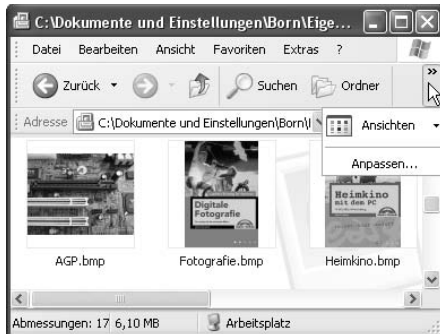 C:\Dokumente und Einstellungen\Born\Eige...
Datei Bearbeiten Ansicht Favoriten Extras ?
Zurück Suchen Ordner »
Adresse C:\Dokumente und Einstellungen\Born\
Ansichten
Anpassen...
Digitale
Fotografie
Heimkino
mit dem PC
AGP.bmp Fotografie.bmp Heimkino.bmp
Abmessungen: 17 6,10 MB Arbeitsplatz